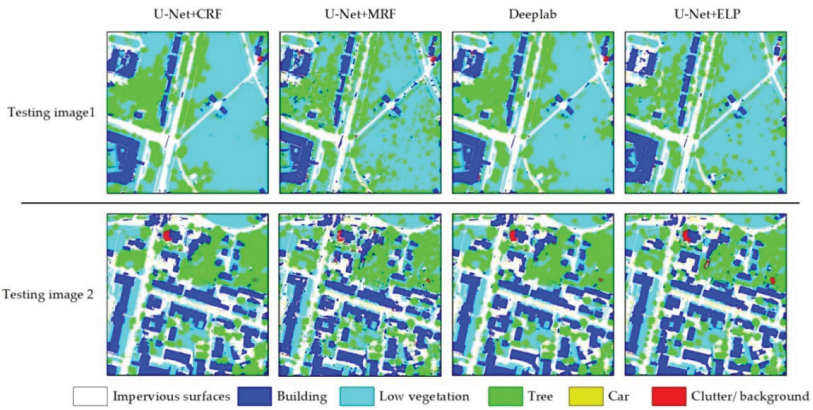 U-Net+CRF U-Net+MRF Deeplab U-Net+ELP
Testing image1
Testing image 2
Impervious surfaces Building Low vegetation Tree Car Clutter/ background